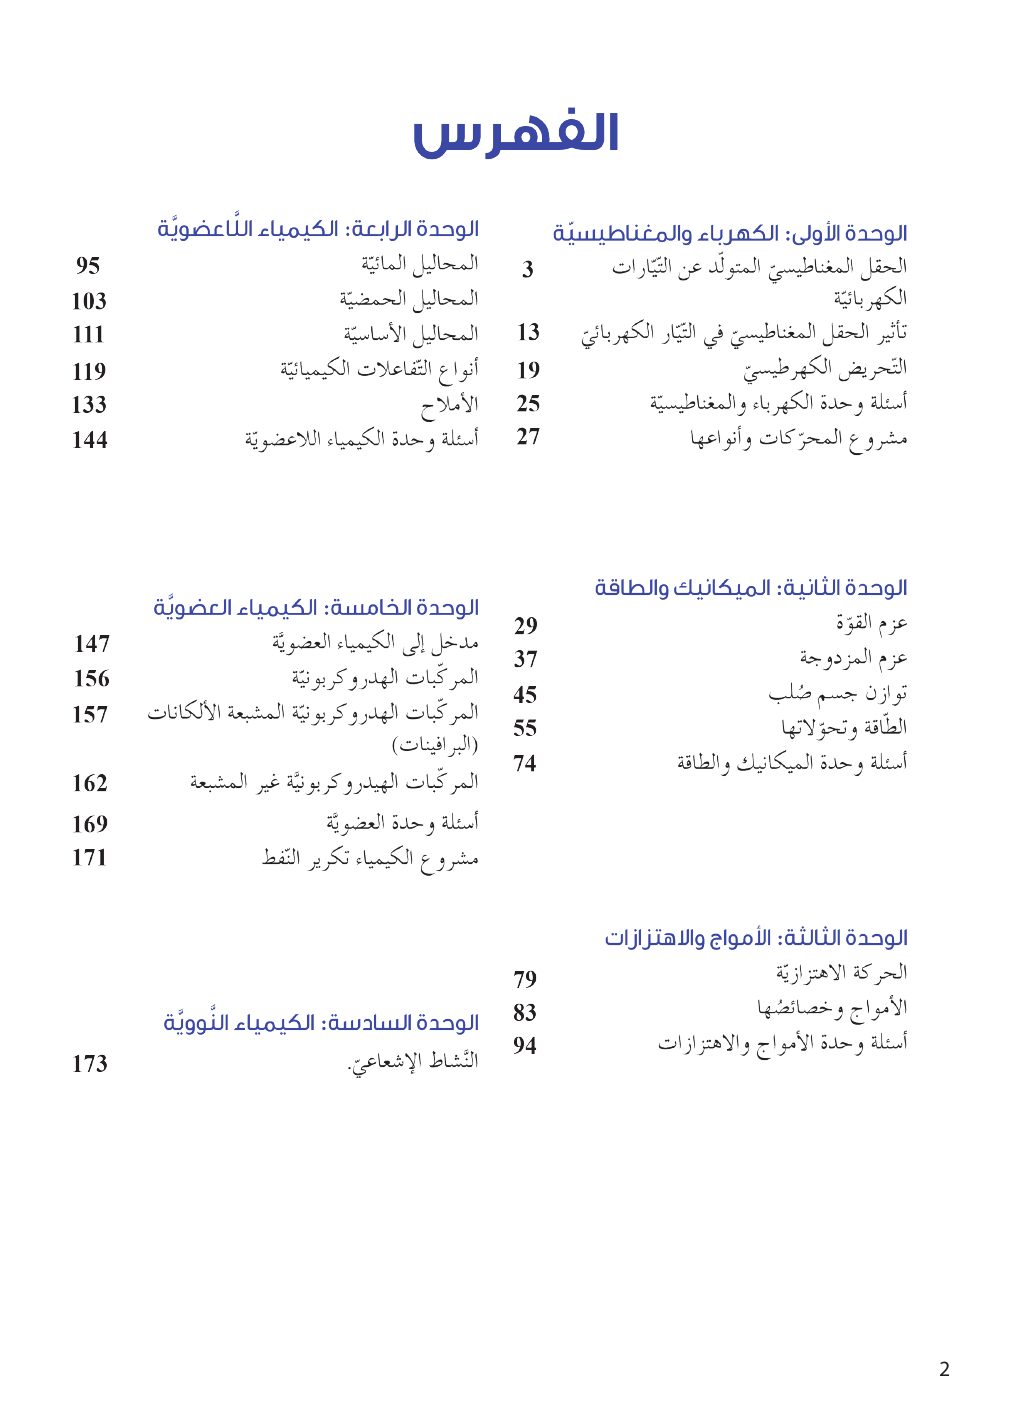 الفهرس
الوحدة الأولى: الكهرباء والمغناطيسيّة
الحقل المغناطيسيّ المتولّد عن التّيّارات 3
الكهربائيّة
تأثير الحقل المغناطيسيّ في التّيّار الكهربائيّ 13
التّحريض الكهرطيسيّ 19
أسئلة وحدة الكهرباء والمغناطيسيّة 25
مشروع المحرّكات وأنواعها 27
الوحدة الثانية: الميكانيك والطاقة
عزم القوّة 29
عزم المزدوجة 37
توازن جسم صُلب 45
الطّاقة وتحوّلاتها 55
أسئلة وحدة الميكانيك والطاقة 74
الوحدة الثالثة: الأمواج والاهتزازات
الحركة الاهتزازيّة 79
الأمواج وخصائصُها 83
أسئلة وحدة الأمواج والاهتزازات 94
الوحدة الرابعة: الكيمياء اللَّاعضويَّة
المحاليل المائيّة 95
المحاليل الحمضيّة 103
المحاليل الأساسيّة 111
أنواع التّفاعلات الكيميائيّة 119
الأملاح 133
أسئلة وحدة الكيمياء اللاعضويّة 144
الوحدة الخامسة: الكيمياء العضويَّة
مدخل إلى الكيمياء العضويَّة 147
المركّبات الهدروكربونيّة 156
المركّبات الهدروكربونيّة المشبعة الألكانات 157
(البرافينات)
المركّبات الهيدروكربونيَّة غير المشبعة 162
أسئلة وحدة العضويَّة 169
مشروع الكيمياء تكرير النّفط 171
الوحدة السادسة: الكيمياء النَّوويَّة
النَّشاط الإشعاعيّ. 173
2